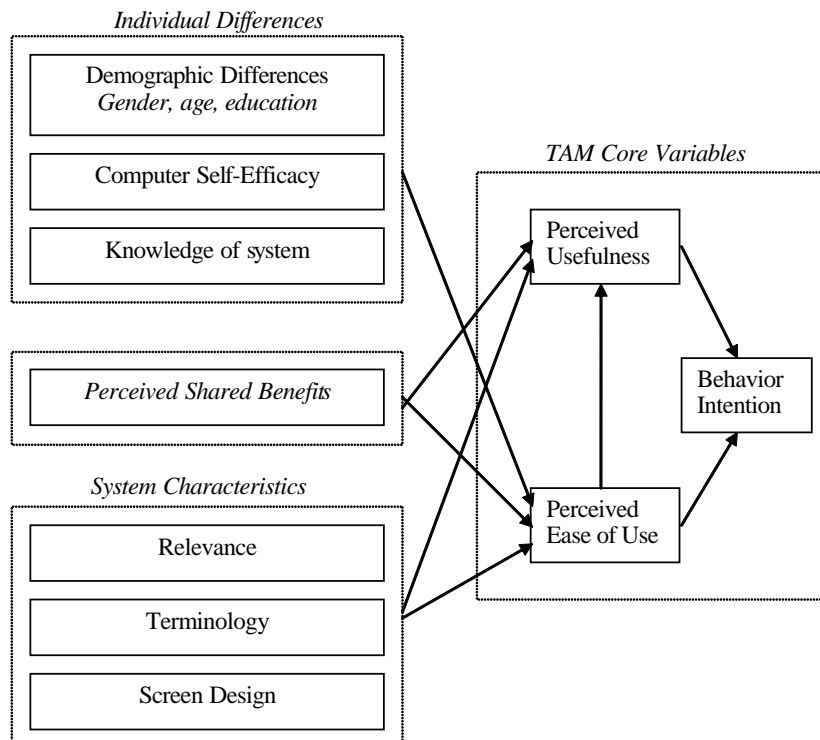 Individual Differences
Demographic Differences
Gender, age, education
Computer Self-Efficacy
Knowledge of system
Perceived Shared Benefits
System Characteristics
Relevance
Terminology
Screen Design
TAM Core Variables
Perceived
Usefulness
Perceived
Ease of Use
Behavior
Intention